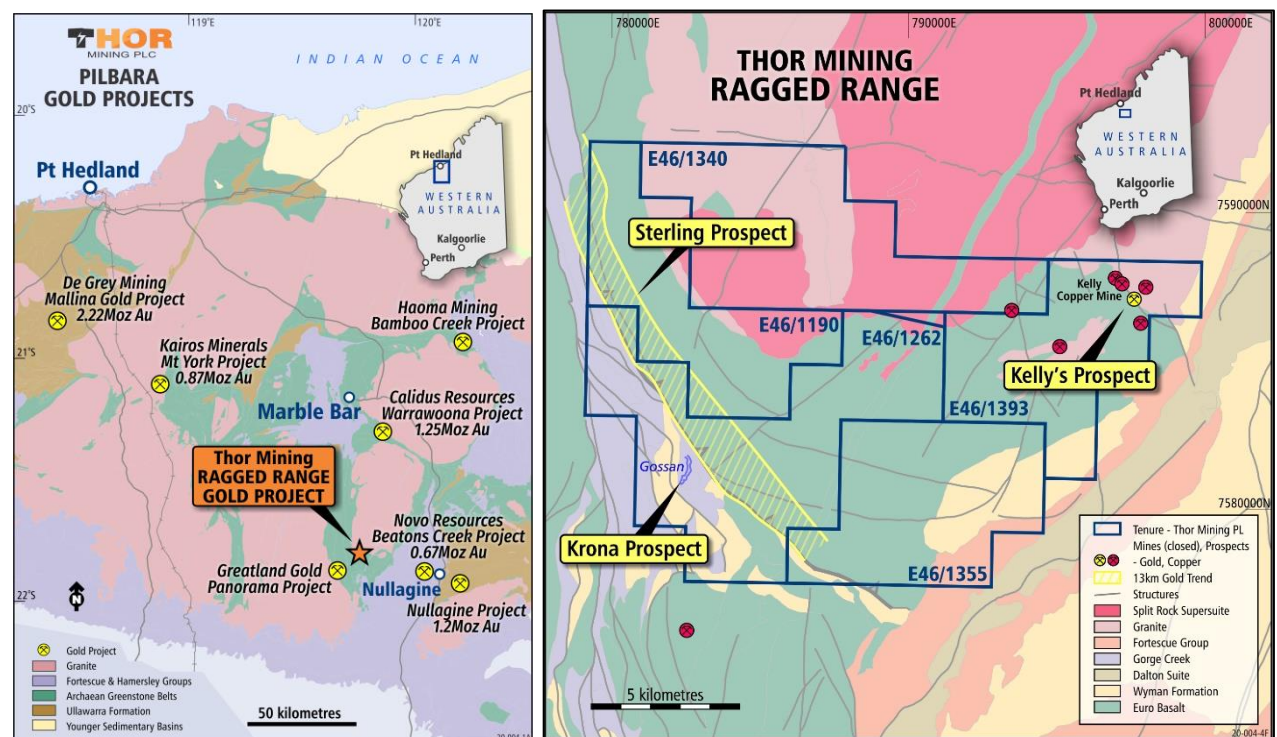 119°E
120°E
THOR
MINING PLC
PILBARA
GOLD PROJECTS
INDIAN OCEAN
20°S
Pt Hedland
Pt Hedland
WESTERN
AUSTRALIA
Kalgoorlie
Perth
De Grey Mining
Mallina Gold Project
2.22Moz Au
Haoma Mining
Bamboo Creek Project
21°S
Kairos Minerals
Mt York Project
0.87Moz Au
Marble Bar
Calidus Resources
Warrawoona Project
1.25Moz Au
Thor Mining
RAGGED RANGE
GOLD PROJECT
Novo Resources
Beatons Creek Project
0.67Moz Au
Greatland Gold
Panorama Project
Nullagine
Nullagine Project
1.2Moz Au
22°S
N
Gold Project
Granite
Fortescue & Hamersley Groups
Archaean Greenstone Belts
Ullawarra Formation
Younger Sedimentary Basins
50 kilometres
780000E
790000E
800000E
THOR MINING
RAGGED RANGE
Pt Hedland
WESTERN
AUSTRALIA
Kalgoorlie
Perth
E46/1340
7590000N
Sterling Prospect
Kelly
Copper Mine
E46/1190
E46/1262
Kelly's Prospect
E46/1393
Gossan
7580000N
Krona Prospect
E46/1355
Tenure - Thor Mining PL
Mines (closed), Prospects
- Gold, Copper
13km Gold Trend
Structures
Split Rock Supersuite
Granite
Fortescue Group
Gorge Creek
Dalton Suite
Wyman Formation
Euro Basalt
5 kilometres
20-004-4F